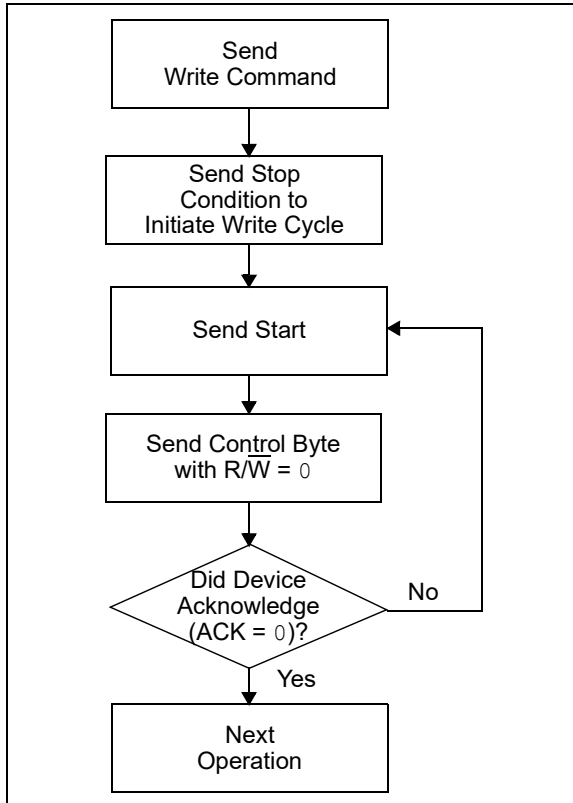 Send
Write Command
Send Stop
Condition to
Initiate Write Cycle
Send Start
Send Control Byte
with R/W̅ = 0
Did Device
Acknowledge
(ACK = 0)?
No
Yes
Next
Operation